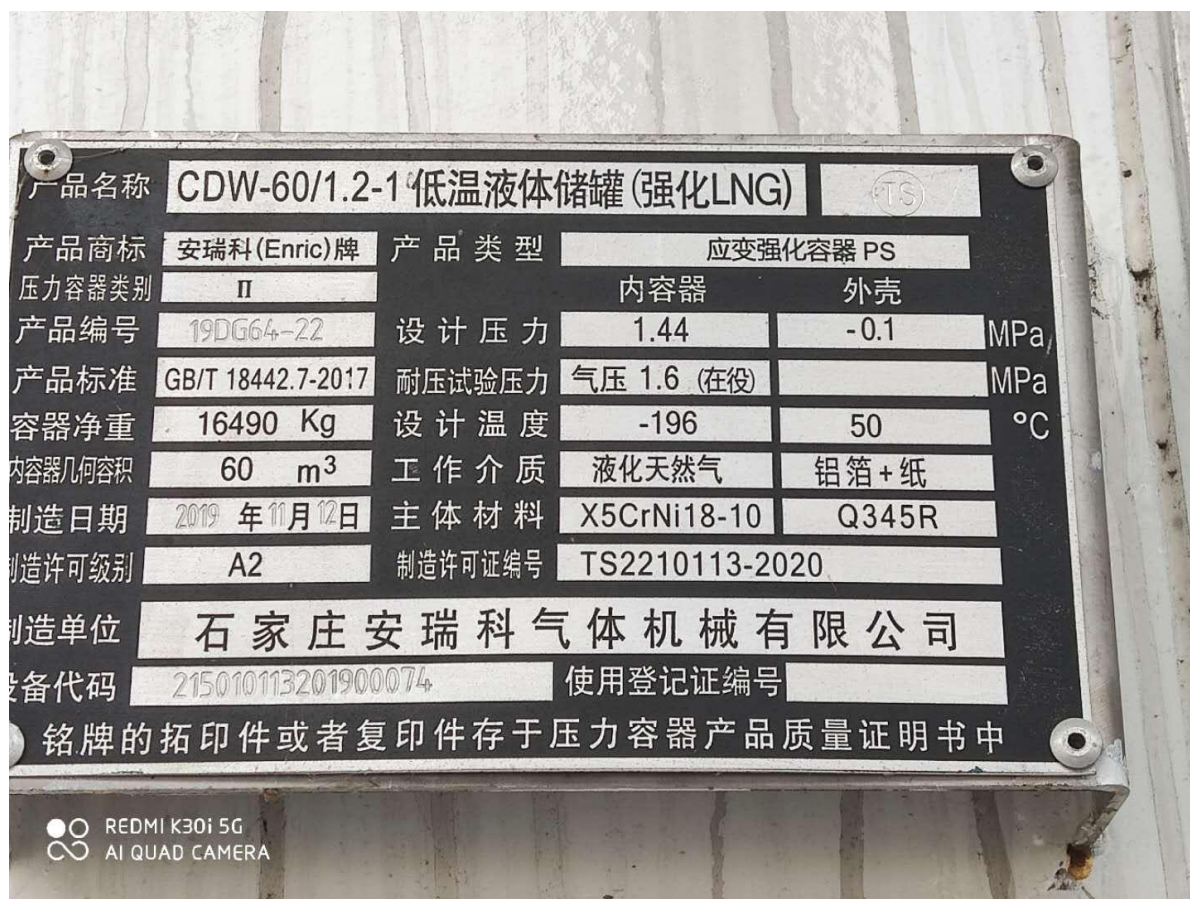 产品名称 CDW-60/1.2-1 低温液体储罐(强化LNG) TS
产品商标 安瑞科(Enric)牌 产品类型 应变强化容器 PS
压力容器类别 II 内容器 外壳
产品编号 19DG64-22 设计压力 1.44 -0.1 MPa
产品标准 GB/T 18442.7-2017 耐压试验压力 气压 1.6 (在役) MPa
容器净重 16490 Kg 设计温度 -196 50 °C
内容器几何容积 60 m³ 工作介质 液化天然气 铝箔+纸
制造日期 2019 年 11 月 12 日 主体材料 X5CrNi18-10 Q345R
制造许可级别 A2 制造许可证编号 TS2210113-2020
制造单位 石家庄安瑞科气体机械有限公司
设备代码 215010113201900074 使用登记证编号
铭牌的拓印件或者复印件存于压力容器产品质量证明书中
REDMI K30i 5G
AI QUAD CAMERA